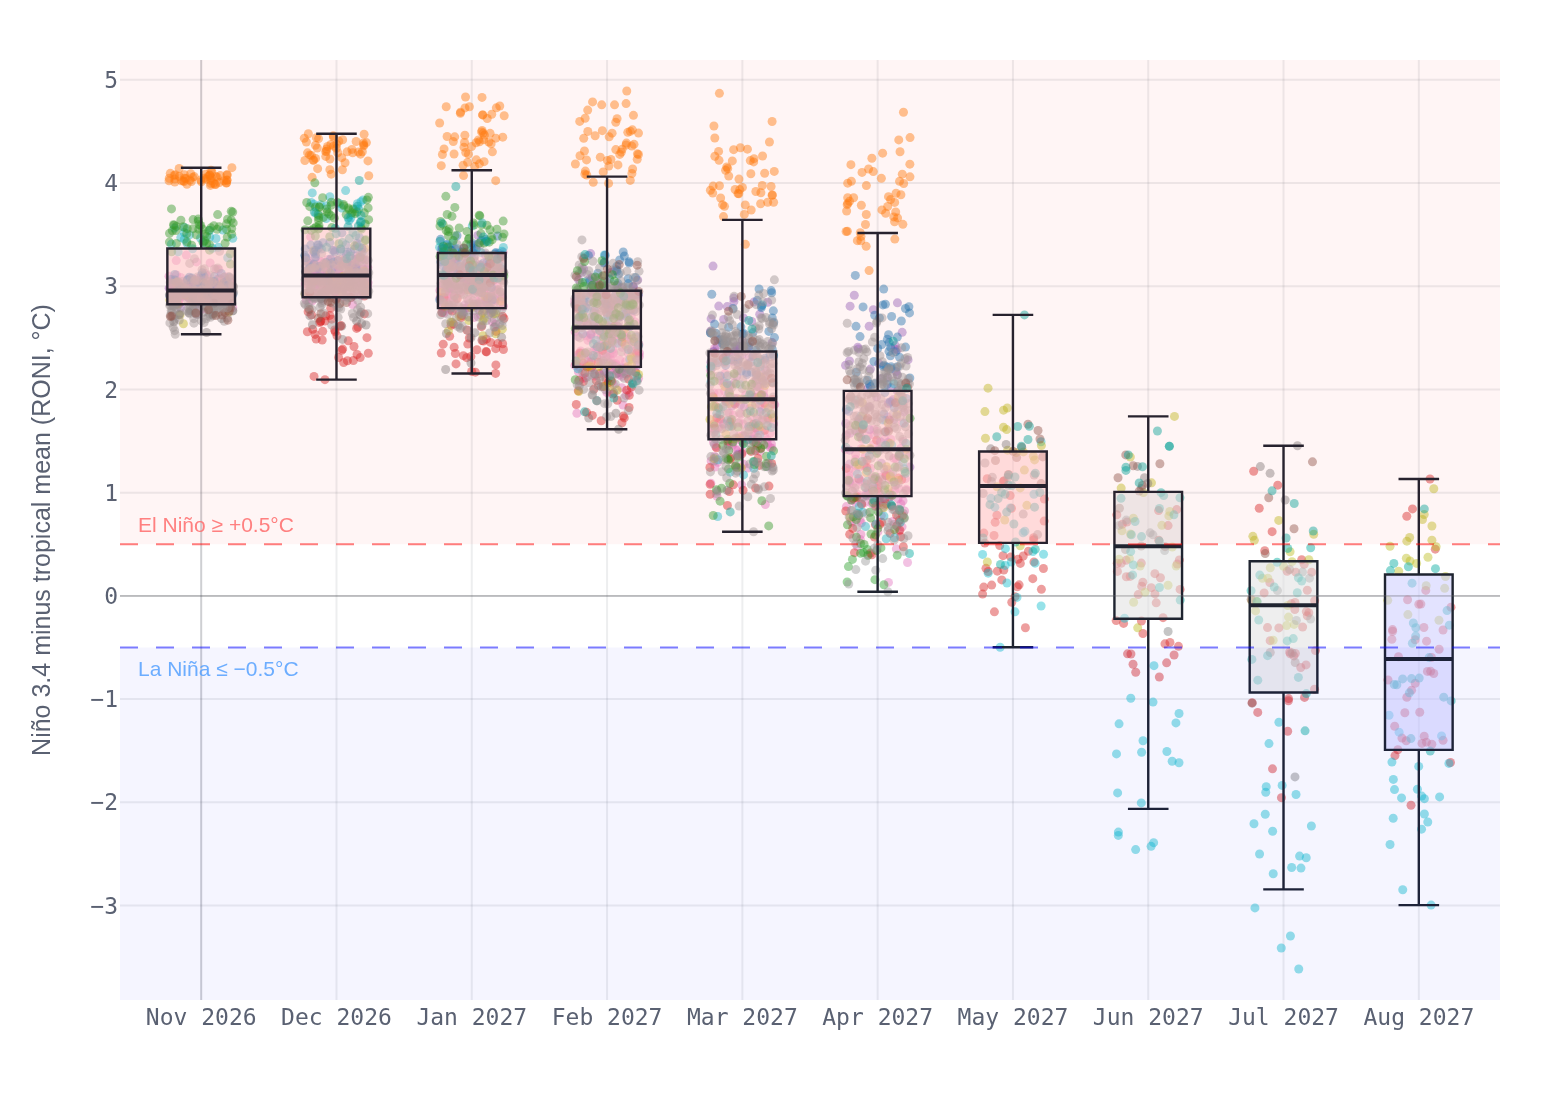 Niño 3.4 minus tropical mean (RONI, °C)
5
4
3
2
1
0
−1
−2
−3
El Niño ≥ +0.5°C
La Niña ≤ −0.5°C
Nov 2026 Dec 2026 Jan 2027 Feb 2027 Mar 2027 Apr 2027 May 2027 Jun 2027 Jul 2027 Aug 2027